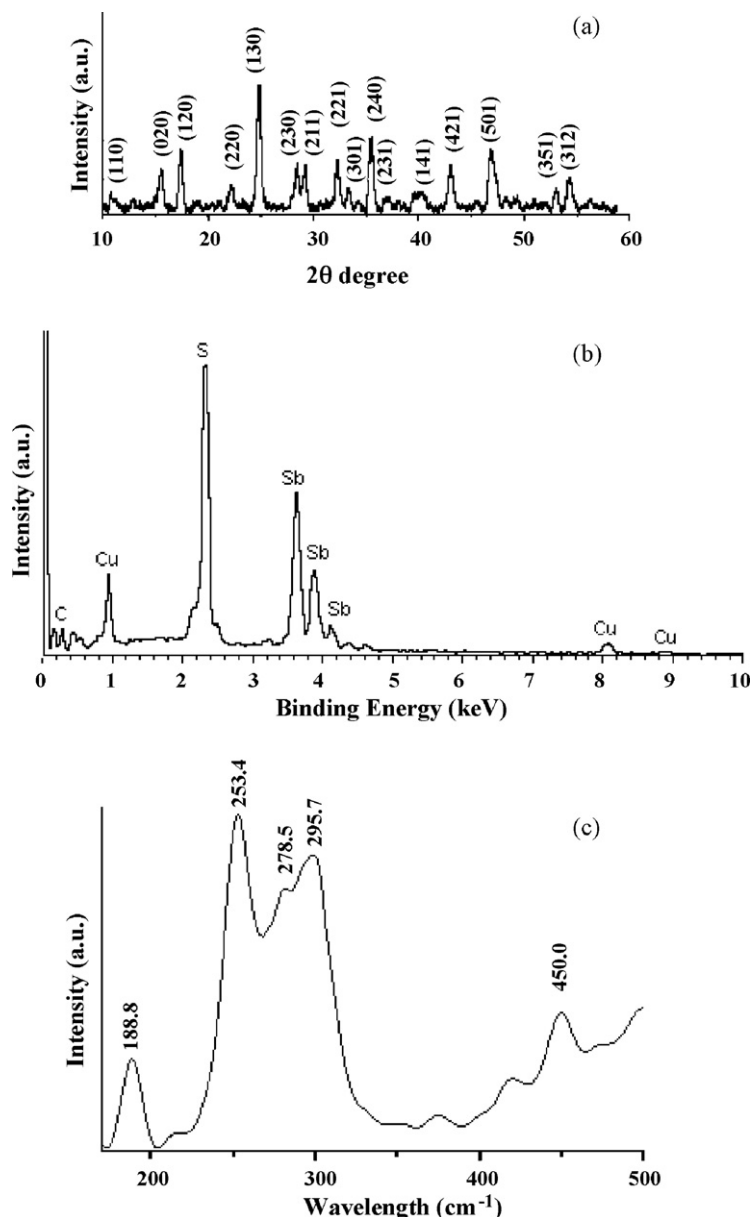 (a)
Intensity (a.u.)
(110)
(020)
(120)
(220)
(130)
(230)
(211)
(221)
(301)
(240)
(231)
(141)
(421)
(501)
(351)
(312)
10 20 30 40 50 60
2θ degree
(b)
Intensity (a.u.)
C
Cu
S
Sb
Sb
Sb
Cu
Cu
0 1 2 3 4 5 6 7 8 9 10
Binding Energy (keV)
(c)
Intensity (a.u.)
188.8
253.4
278.5
295.7
450.0
200 300 400 500
Wavelength (cm⁻¹)